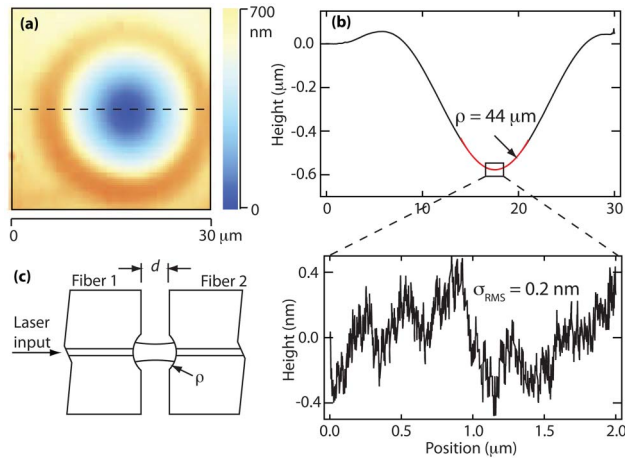 (a)
700
nm
0
0
30 μm
(b)
0.0
-0.2
-0.4
-0.6
Height (μm)
ρ = 44 μm
0
10
20
30
(c)
d
Fiber 1
Fiber 2
Laser
input
ρ
0.4
0.0
-0.4
Height (nm)
σRMS = 0.2 nm
0.0
0.5
1.0
1.5
2.0
Position (μm)